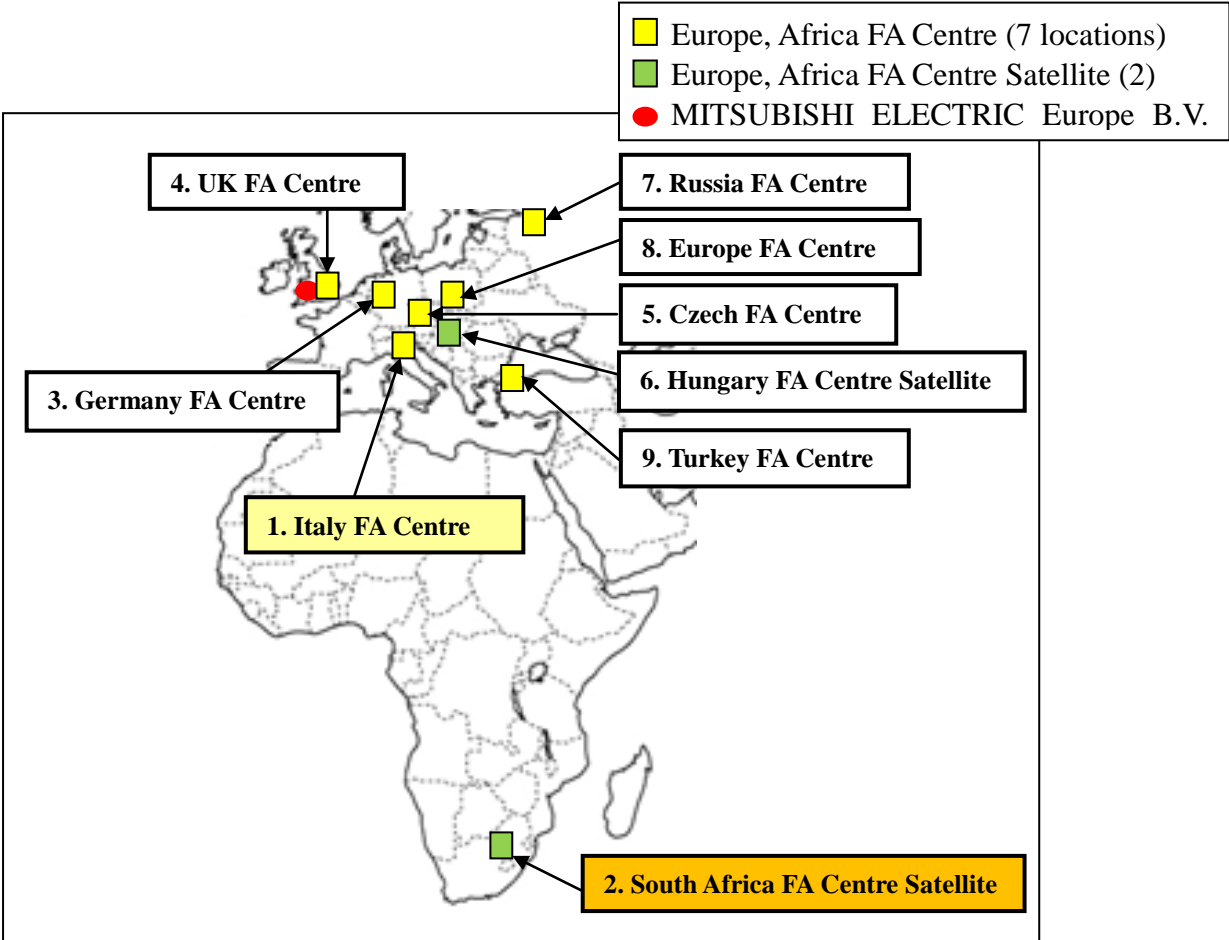 Europe, Africa FA Centre (7 locations)
Europe, Africa FA Centre Satellite (2)
MITSUBISHI ELECTRIC Europe B.V.
4. UK FA Centre
7. Russia FA Centre
8. Europe FA Centre
5. Czech FA Centre
6. Hungary FA Centre Satellite
3. Germany FA Centre
9. Turkey FA Centre
1. Italy FA Centre
2. South Africa FA Centre Satellite